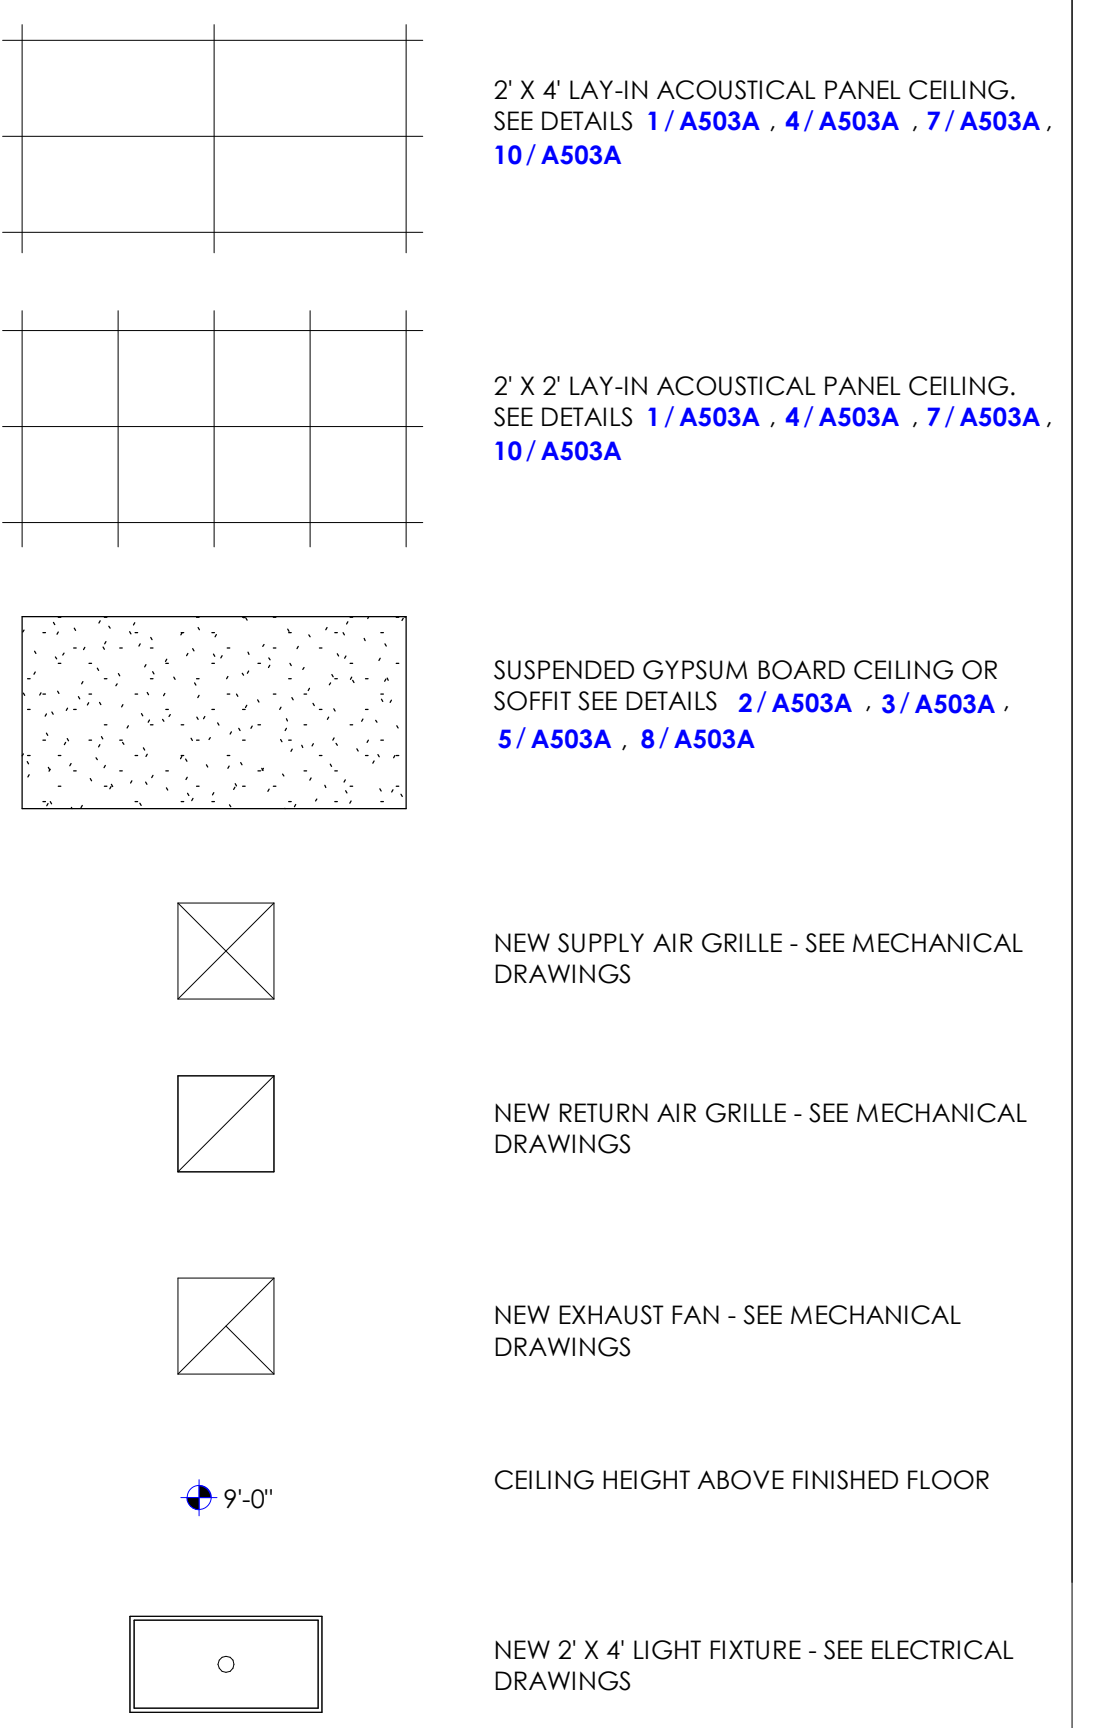 2' X 4' LAY-IN ACOUSTICAL PANEL CEILING.
SEE DETAILS 1/A503A , 4/A503A , 7/A503A ,
10/A503A
2' X 2' LAY-IN ACOUSTICAL PANEL CEILING.
SEE DETAILS 1/A503A , 4/A503A , 7/A503A ,
10/A503A
SUSPENDED GYPSUM BOARD CEILING OR
SOFFIT SEE DETAILS 2/A503A , 3/A503A ,
5/A503A , 8/A503A
NEW SUPPLY AIR GRILLE - SEE MECHANICAL
DRAWINGS
NEW RETURN AIR GRILLE - SEE MECHANICAL
DRAWINGS
NEW EXHAUST FAN - SEE MECHANICAL
DRAWINGS
9'-0"
CEILING HEIGHT ABOVE FINISHED FLOOR
NEW 2' X 4' LIGHT FIXTURE - SEE ELECTRICAL
DRAWINGS